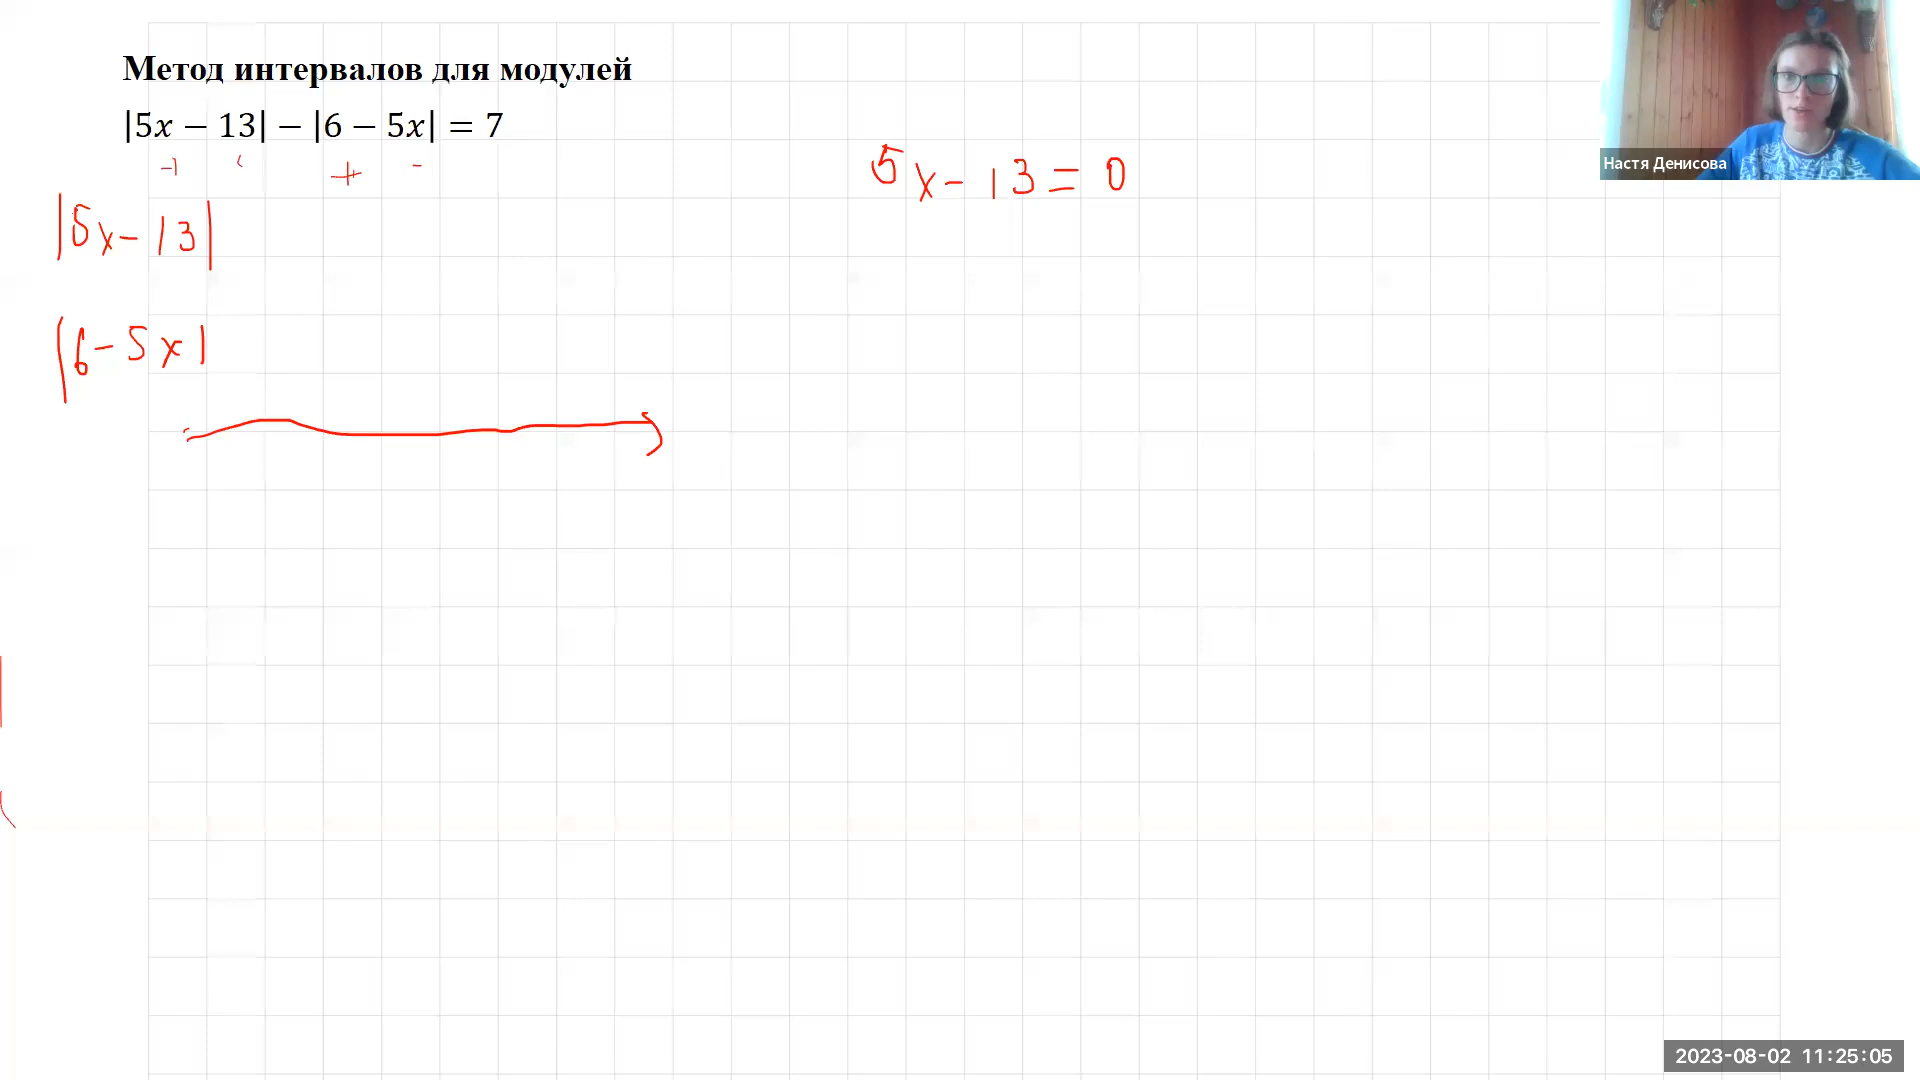 Метод интервалов для модулей
|5x − 13| − |6 − 5x| = 7
5x − 13 = 0
Настя Денисова
|5x − 13|
|6 − 5x|
2023-08-02 11:25:05